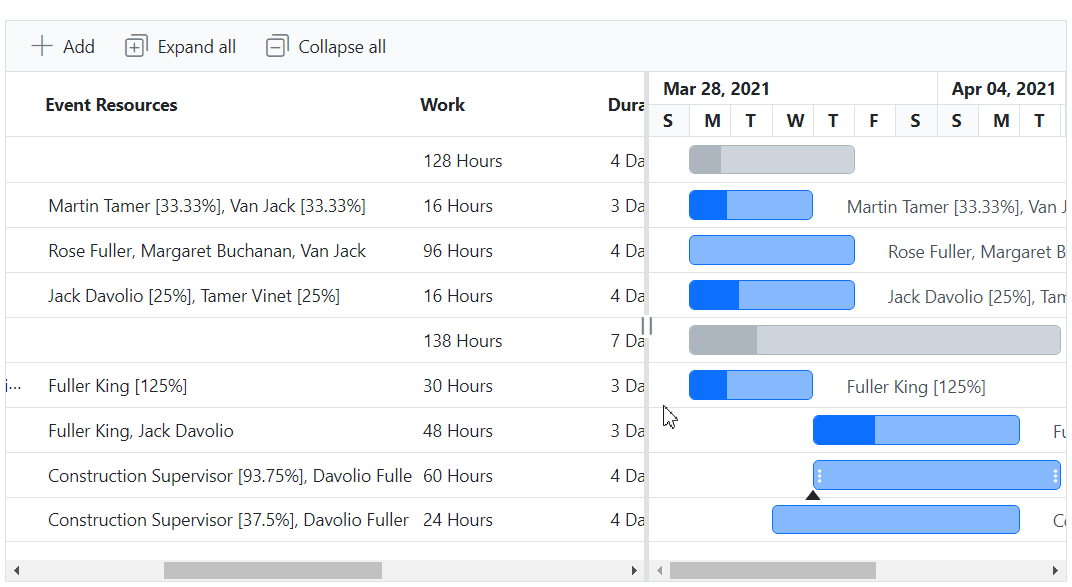 Add Expand all Collapse all
Event Resources Work Dura Mar 28, 2021 Apr 04, 2021
S M T W T F S S M T
128 Hours 4 Da
Martin Tamer [33.33%], Van Jack [33.33%] 16 Hours 3 Da Martin Tamer [33.33%], Van J
Rose Fuller, Margaret Buchanan, Van Jack 96 Hours 4 Da Rose Fuller, Margaret B
Jack Davolio [25%], Tamer Vinet [25%] 16 Hours 4 Da Jack Davolio [25%], Tam
138 Hours 7 Da
i... Fuller King [125%] 30 Hours 3 Da Fuller King [125%]
Fuller King, Jack Davolio 48 Hours 3 Da Fu
Construction Supervisor [93.75%], Davolio Fulle 60 Hours 4 Da
Construction Supervisor [37.5%], Davolio Fuller 24 Hours 4 Da Co